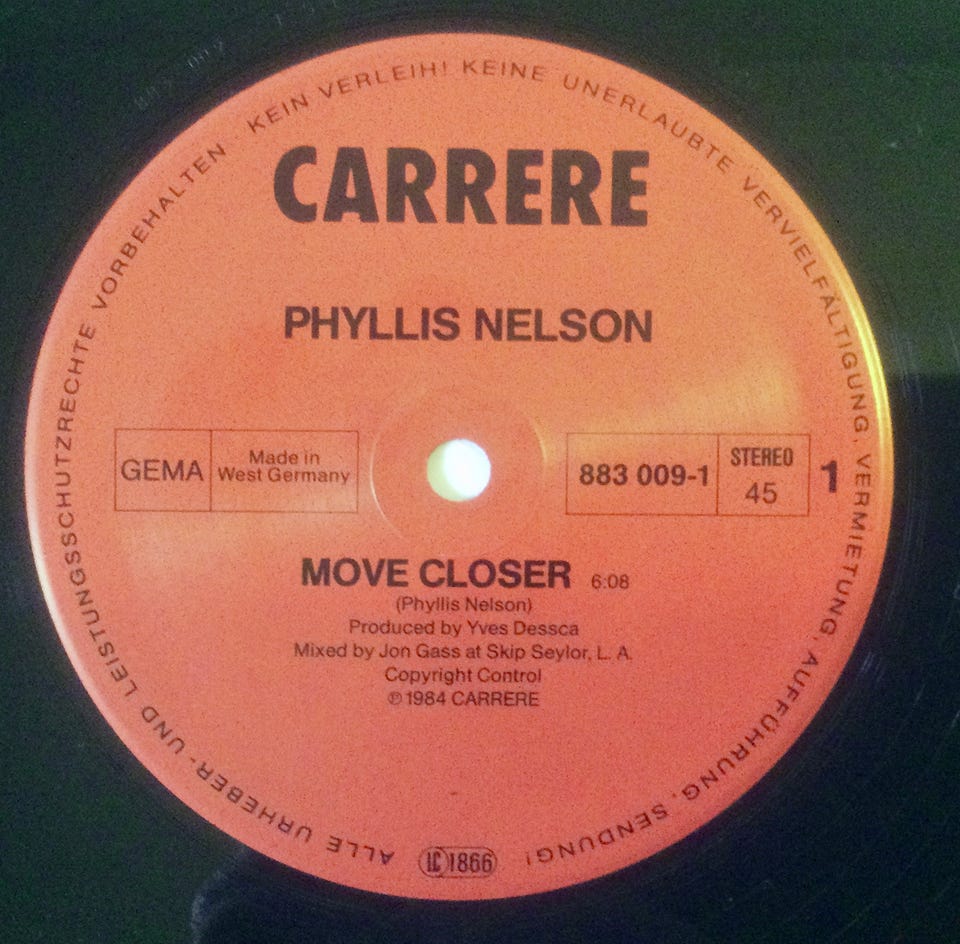 ALLE URHEBER- UND LEISTUNGSSCHUTZRECHTE VORBEHALTEN KEIN VERLEIH! KEINE UNERLAUBTE VERVIELFÄLTIGUNG, VERMIETUNG, AUFFÜHRUNG, SENDUNG!
CARRERE
PHYLLIS NELSON
GEMA
Made in
West Germany
883 009-1
STEREO
45
1
MOVE CLOSER 6:08
(Phyllis Nelson)
Produced by Yves Dessca
Mixed by Jon Gass at Skip Seylor, L. A.
Copyright Control
℗ 1984 CARRERE
LC 1866